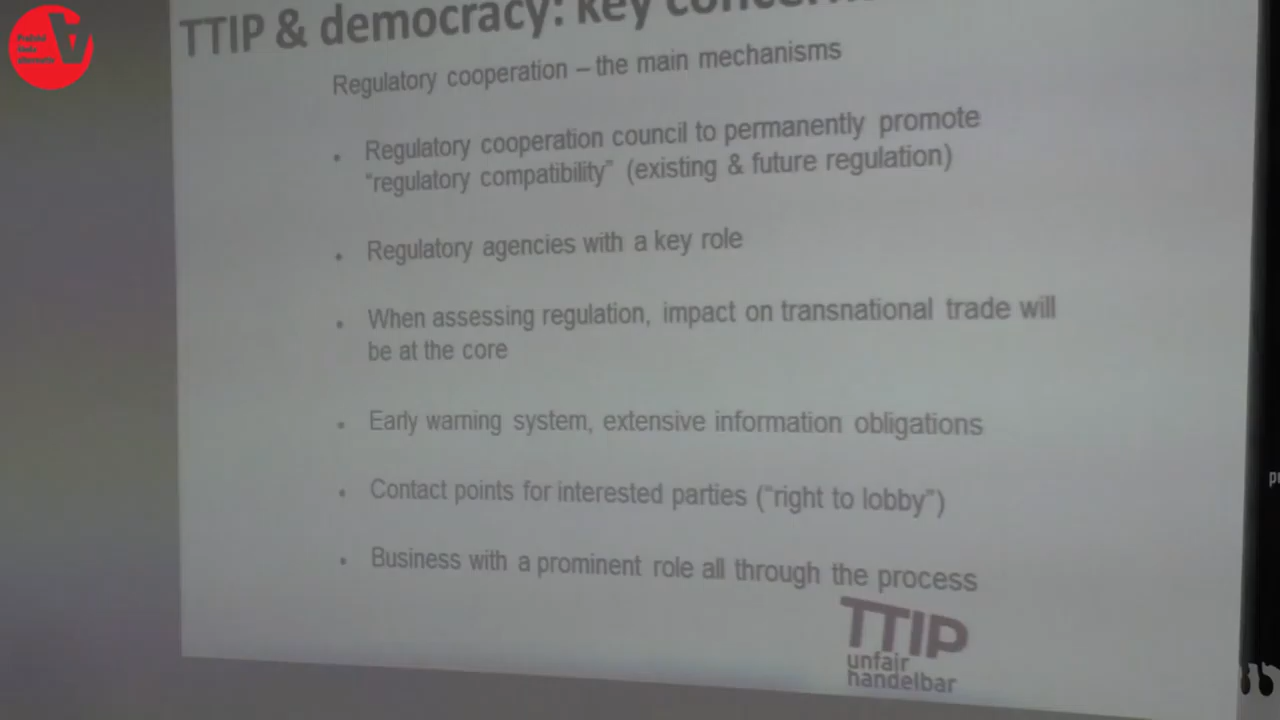 TTIP & democracy: key concern
Regulatory cooperation – the main mechanisms
• Regulatory cooperation council to permanently promote
"regulatory compatibility" (existing & future regulation)
• Regulatory agencies with a key role
• When assessing regulation, impact on transnational trade will
be at the core
• Early warning system, extensive information obligations
• Contact points for interested parties ("right to lobby")
• Business with a prominent role all through the process
TTIP
unfair
handelbar